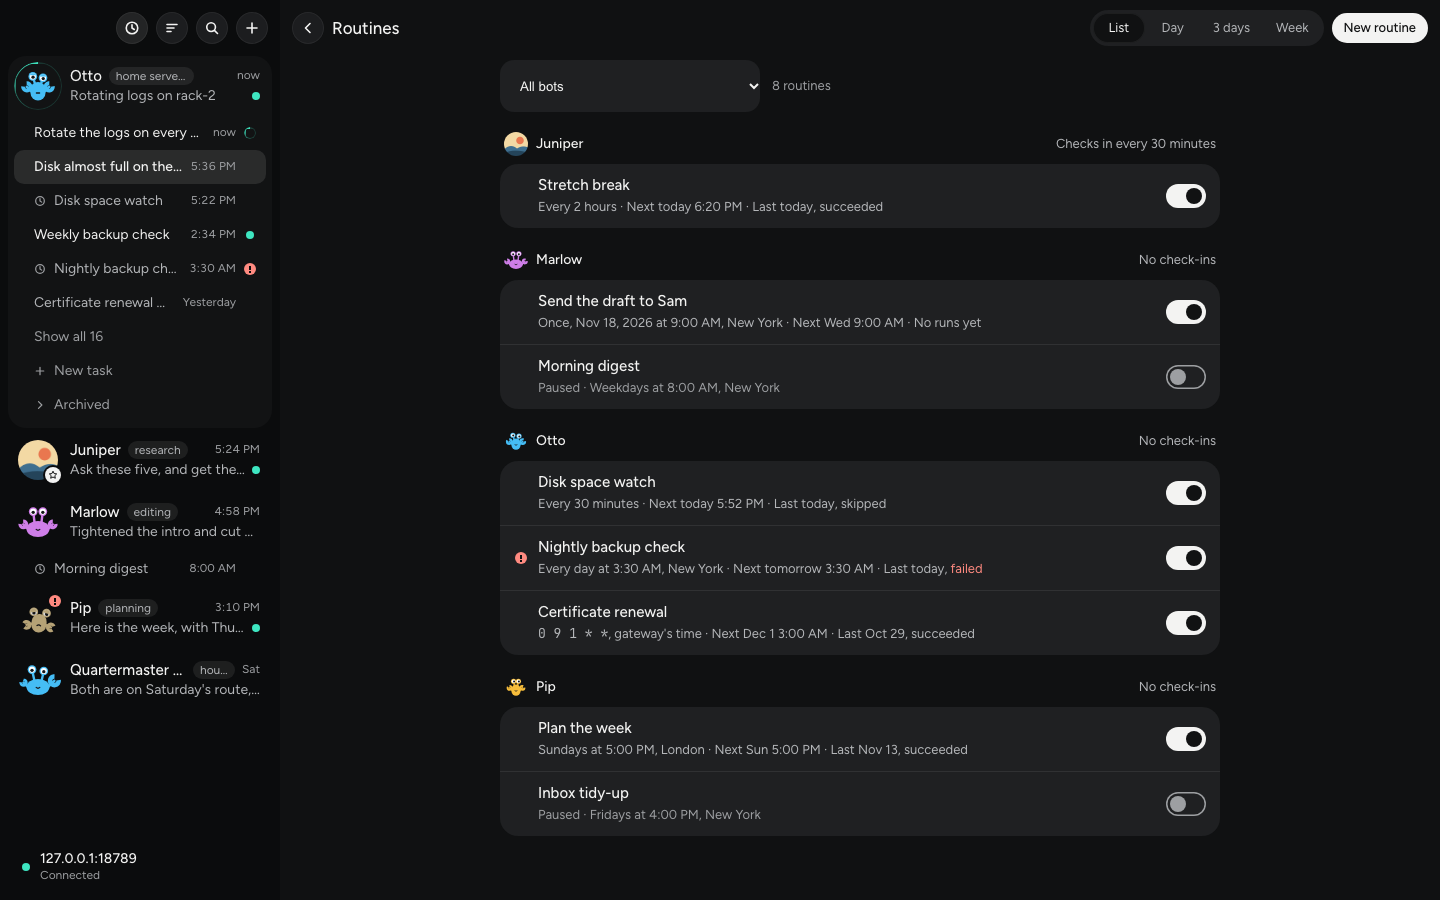 Routines
List
Day
3 days
Week
New routine
Otto
home serve...
now
Rotating logs on rack-2
Rotate the logs on every ...
now
Disk almost full on the...
5:36 PM
Disk space watch
5:22 PM
Weekly backup check
2:34 PM
Nightly backup ch...
3:30 AM
Certificate renewal ...
Yesterday
Show all 16
New task
Archived
Juniper
research
5:24 PM
Ask these five, and get the...
Marlow
editing
4:58 PM
Tightened the intro and cut ...
Morning digest
8:00 AM
Pip
planning
3:10 PM
Here is the week, with Thu...
Quartermaster ...
hou...
Sat
Both are on Saturday's route,...
127.0.0.1:18789
Connected
All bots
8 routines
Juniper
Checks in every 30 minutes
Stretch break
Every 2 hours · Next today 6:20 PM · Last today, succeeded
Marlow
No check-ins
Send the draft to Sam
Once, Nov 18, 2026 at 9:00 AM, New York · Next Wed 9:00 AM · No runs yet
Morning digest
Paused · Weekdays at 8:00 AM, New York
Otto
No check-ins
Disk space watch
Every 30 minutes · Next today 5:52 PM · Last today, skipped
Nightly backup check
Every day at 3:30 AM, New York · Next tomorrow 3:30 AM · Last today, failed
Certificate renewal
0 9 1 * *, gateway's time · Next Dec 1 3:00 AM · Last Oct 29, succeeded
Pip
No check-ins
Plan the week
Sundays at 5:00 PM, London · Next Sun 5:00 PM · Last Nov 13, succeeded
Inbox tidy-up
Paused · Fridays at 4:00 PM, New York